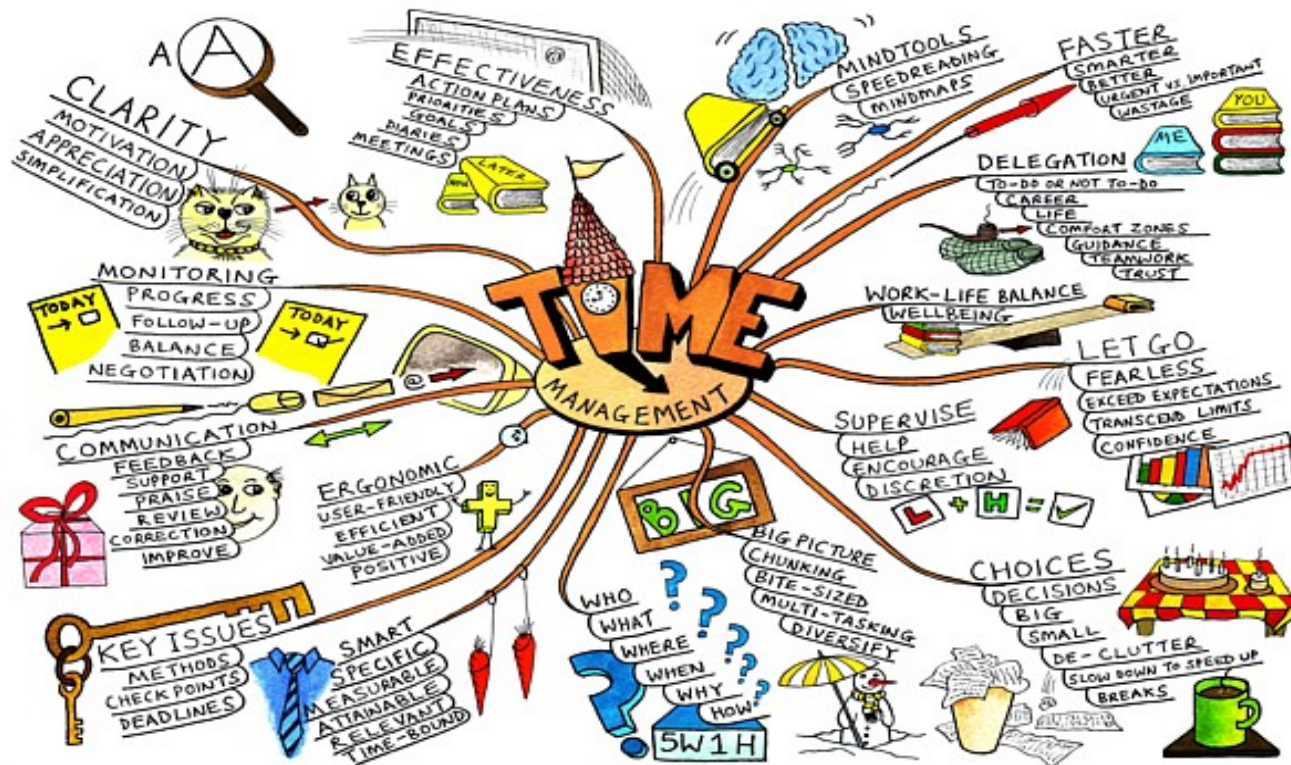 A A
CLARITY
MOTIVATION
APPRECIATION
SIMPLIFICATION
EFFECTIVENESS
ACTION PLANS
PRIORITIES
GOALS
DIARIES
MEETINGS
LATER
MINDTOOLS
SPEEDREADING
MINDMAPS
FASTER
SMARTER
BETTER
URGENT VS IMPORTANT
WASTAGE
YOU
ME
DELEGATION
TO-DO OR NOT TO-DO
CAREER
LIFE
COMFORT ZONES
GUIDANCE
TEAMWORK
TRUST
MONITORING
PROGRESS
FOLLOW-UP
BALANCE
NEGOTIATION
TODAY
TODAY
TIME
MANAGEMENT
WORK-LIFE BALANCE
WELLBEING
LET GO
FEARLESS
EXCEED EXPECTATIONS
TRANSCEND LIMITS
CONFIDENCE
@
COMMUNICATION
FEEDBACK
SUPPORT
PRAISE
REVIEW
CORRECTION
IMPROVE
ERGONOMIC
USER-FRIENDLY
EFFICIENT
VALUE-ADDED
POSITIVE
SUPERVISE
HELP
ENCOURAGE
DISCRETION
L + H =
BIG
BIG PICTURE
CHUNKING
BITE-SIZED
MULTI-TASKING
DIVERSIFY
CHOICES
DECISIONS
BIG
SMALL
DE-CLUTTER
SLOW DOWN TO SPEED UP
BREAKS
KEY ISSUES
METHODS
CHECK POINTS
DEADLINES
SMART
SPECIFIC
MEASURABLE
ATTAINABLE
RELEVANT
TIME-BOUND
WHO
WHAT
WHERE
WHEN
WHY
HOW
? ? ? ? ? ? ?
5W1H